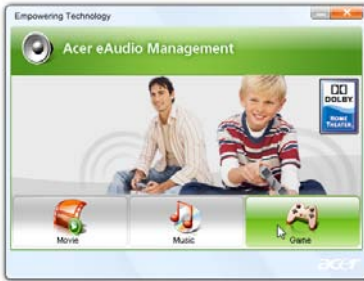 Empowering Technology
Acer eAudio Management
DOLBY
HOME
THEATER
Movie
Music
Game
acer